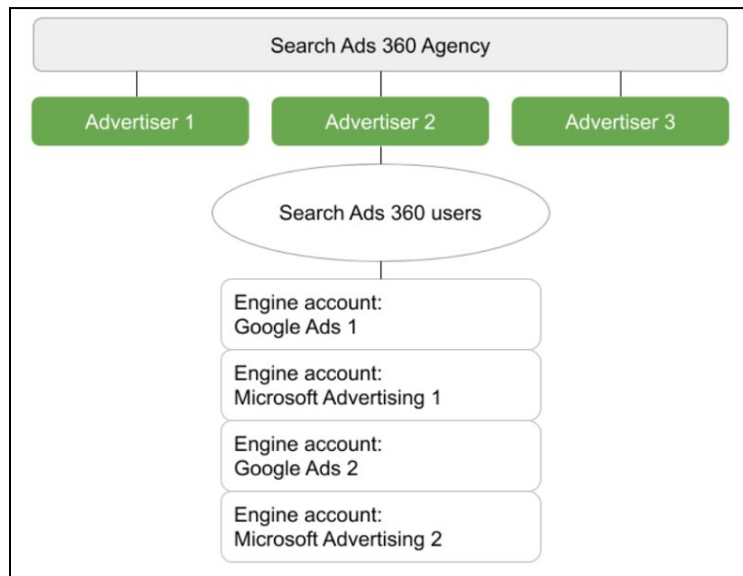 Search Ads 360 Agency
Advertiser 1
Advertiser 2
Advertiser 3
Search Ads 360 users
Engine account:
Google Ads 1
Engine account:
Microsoft Advertising 1
Engine account:
Google Ads 2
Engine account:
Microsoft Advertising 2